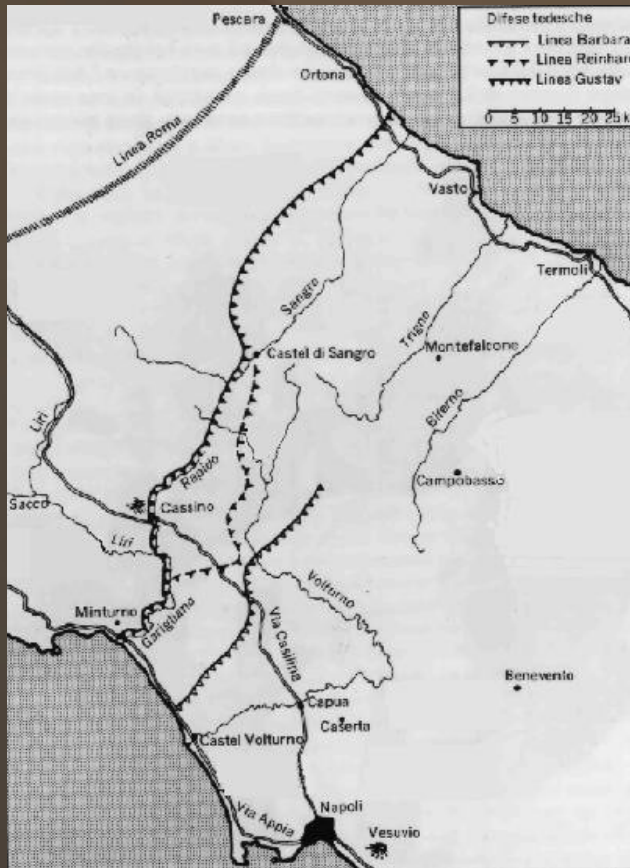 Pescara
Difese tedesche
Linea Barbara
Linea Reinhard
Linea Gustav
0 5 10 15 20 25 k
Ortona
Linea Roma
Vasto
Termoli
Sangro
Trigno
Castel di Sangro
Montefalcone
Biferno
Liri
Rapido
Campobasso
Sacco
Cassino
Liri
Volturno
Minturno
Garigliano
Via Casilina
Benevento
Capua
Caserta
Castel Volturno
Via Appia
Napoli
Vesuvio